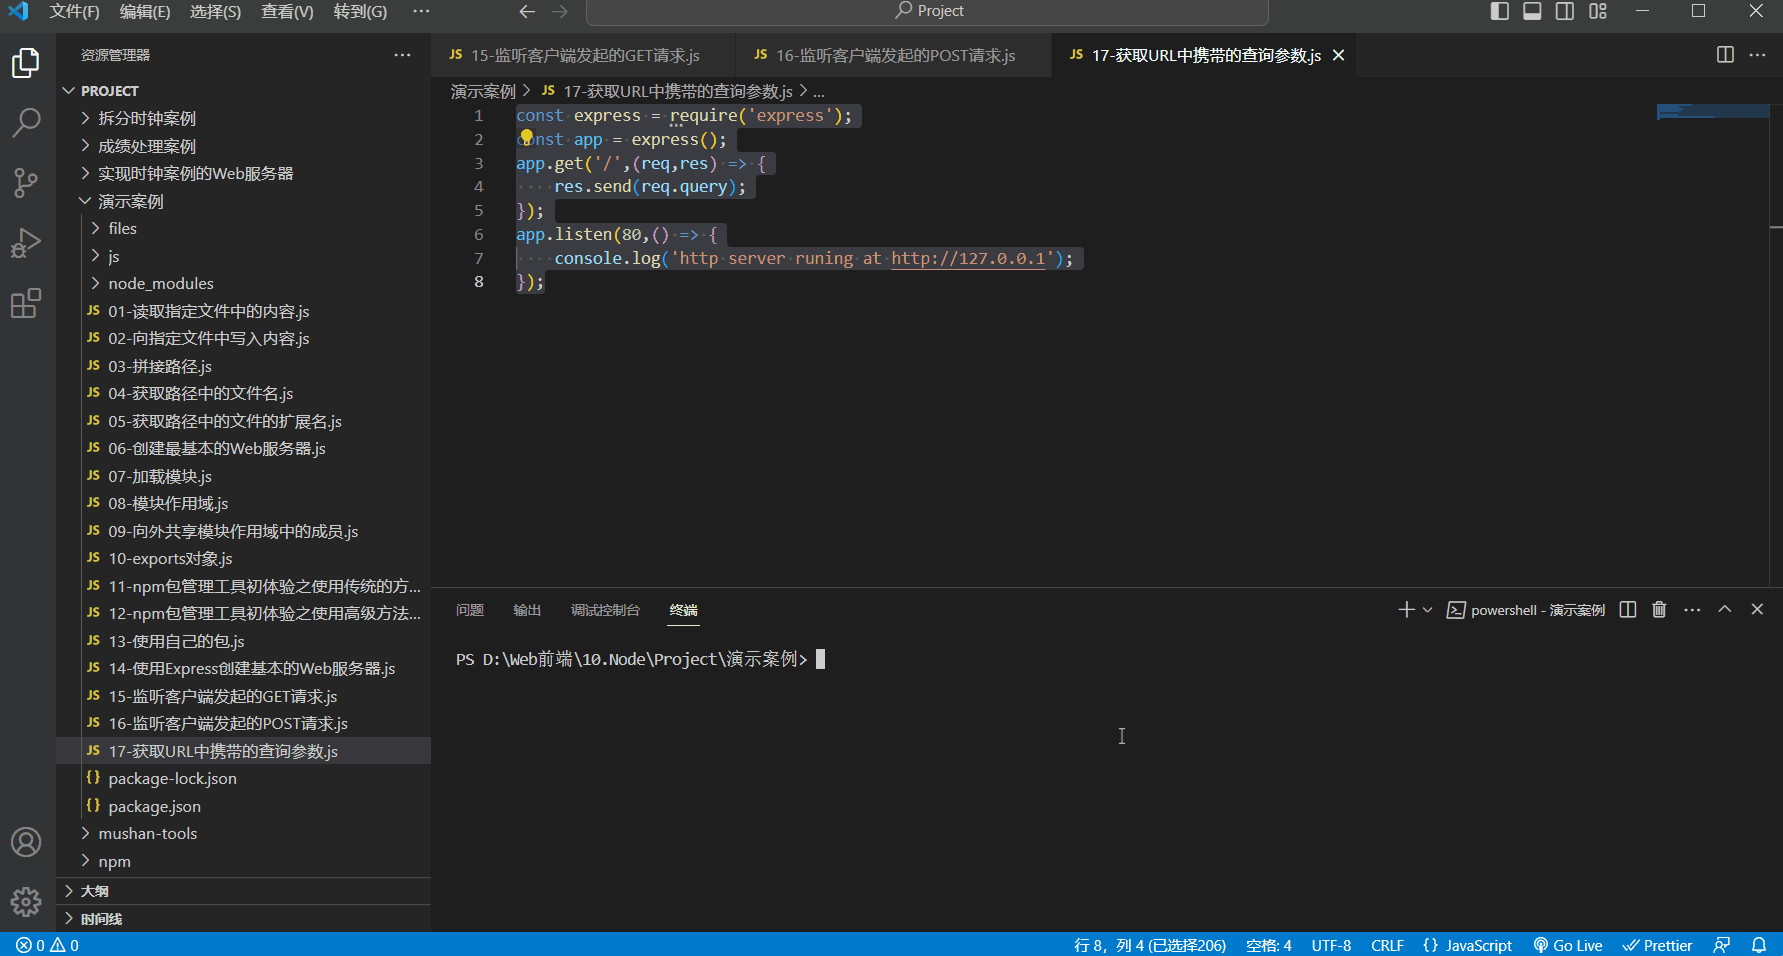 文件(F) 编辑(E) 选择(S) 查看(V) 转到(G) ··· Project
资源管理器 ···
JS 15-监听客户端发起的GET请求.js JS 16-监听客户端发起的POST请求.js JS 17-获取URL中携带的查询参数.js
演示案例 > JS 17-获取URL中携带的查询参数.js > ...
PROJECT
拆分时钟案例
成绩处理案例
实现时钟案例的Web服务器
演示案例
files
js
node_modules
JS 01-读取指定文件中的内容.js
JS 02-向指定文件中写入内容.js
JS 03-拼接路径.js
JS 04-获取路径中的文件名.js
JS 05-获取路径中的文件的扩展名.js
JS 06-创建最基本的Web服务器.js
JS 07-加载模块.js
JS 08-模块作用域.js
JS 09-向外共享模块作用域中的成员.js
JS 10-exports对象.js
JS 11-npm包管理工具初体验之使用传统的方...
JS 12-npm包管理工具初体验之使用高级方法...
JS 13-使用自己的包.js
JS 14-使用Express创建基本的Web服务器.js
JS 15-监听客户端发起的GET请求.js
JS 16-监听客户端发起的POST请求.js
JS 17-获取URL中携带的查询参数.js
{} package-lock.json
{} package.json
mushan-tools
npm
大纲
时间线
1 const express = require('express');
2 const app = express();
3 app.get('/',(req,res) => {
4 res.send(req.query);
5 });
6 app.listen(80,() => {
7 console.log('http server runing at http://127.0.0.1');
8 });
问题 输出 调试控制台 终端 powershell - 演示案例
PS D:\Web前端\10.Node\Project\演示案例>
0 0 行 8，列 4 (已选择206) 空格: 4 UTF-8 CRLF {} JavaScript Go Live Prettier